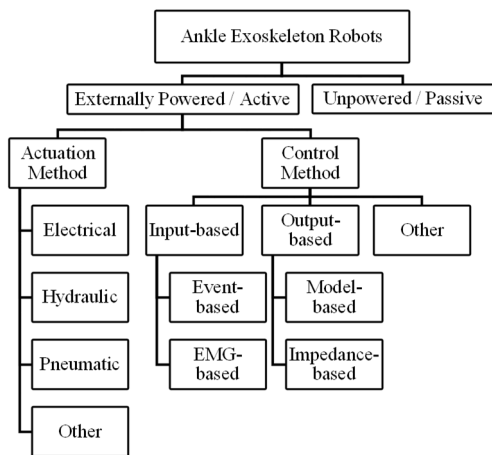 Ankle Exoskeleton Robots
Externally Powered / Active
Unpowered / Passive
Actuation
Method
Control
Method
Electrical
Hydraulic
Pneumatic
Other
Input-based
Event-
based
EMG-
based
Output-
based
Model-
based
Impedance-
based
Other